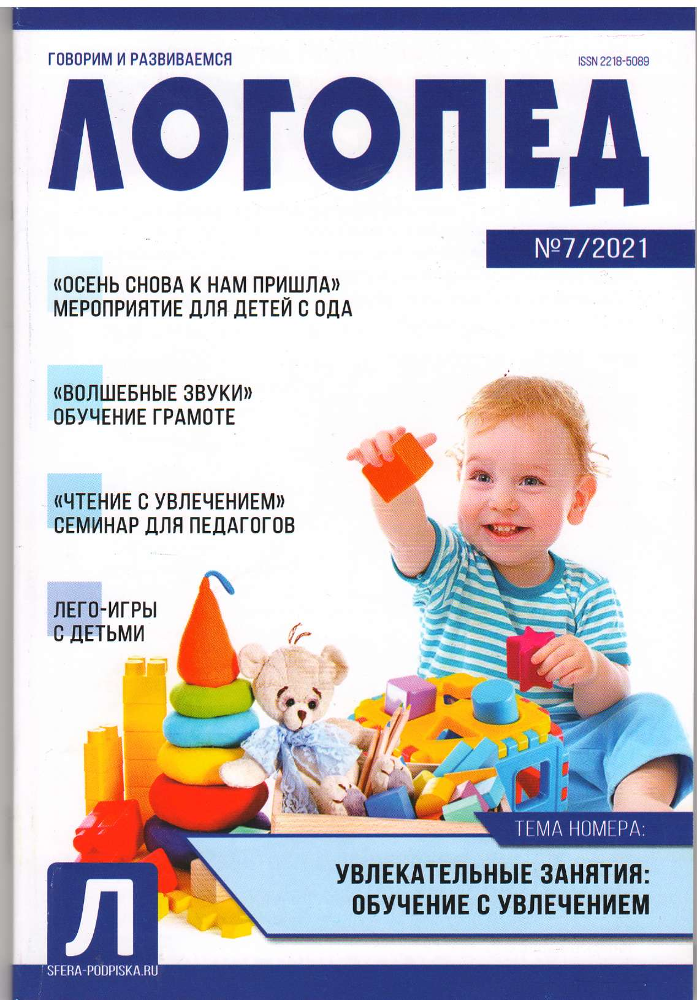 ГОВОРИМ И РАЗВИВАЕМСЯ
ISSN 2218-5089
ЛОГОПЕД
№7/2021
«ОСЕНЬ СНОВА К НАМ ПРИШЛА»
МЕРОПРИЯТИЕ ДЛЯ ДЕТЕЙ С ОДА
«ВОЛШЕБНЫЕ ЗВУКИ»
ОБУЧЕНИЕ ГРАМОТЕ
«ЧТЕНИЕ С УВЛЕЧЕНИЕМ»
СЕМИНАР ДЛЯ ПЕДАГОГОВ
ЛЕГО-ИГРЫ
С ДЕТЬМИ
ТЕМА НОМЕРА:
УВЛЕКАТЕЛЬНЫЕ ЗАНЯТИЯ:
ОБУЧЕНИЕ С УВЛЕЧЕНИЕМ
Л
SFERA-PODPISKA.RU